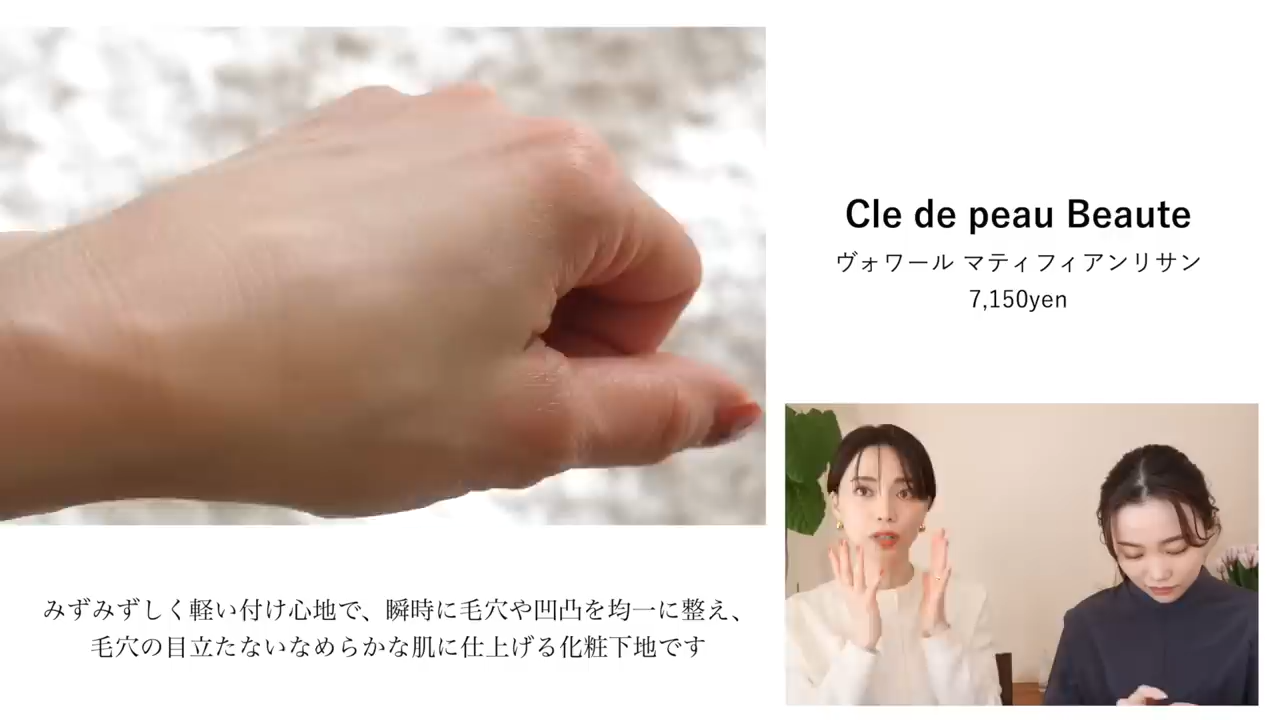 Cle de peau Beaute
ヴォワール マティフィアンリサン
7,150yen
みずみずしく軽い付け心地で、瞬時に毛穴や凹凸を均一に整え、
毛穴の目立たないなめらかな肌に仕上げる化粧下地です